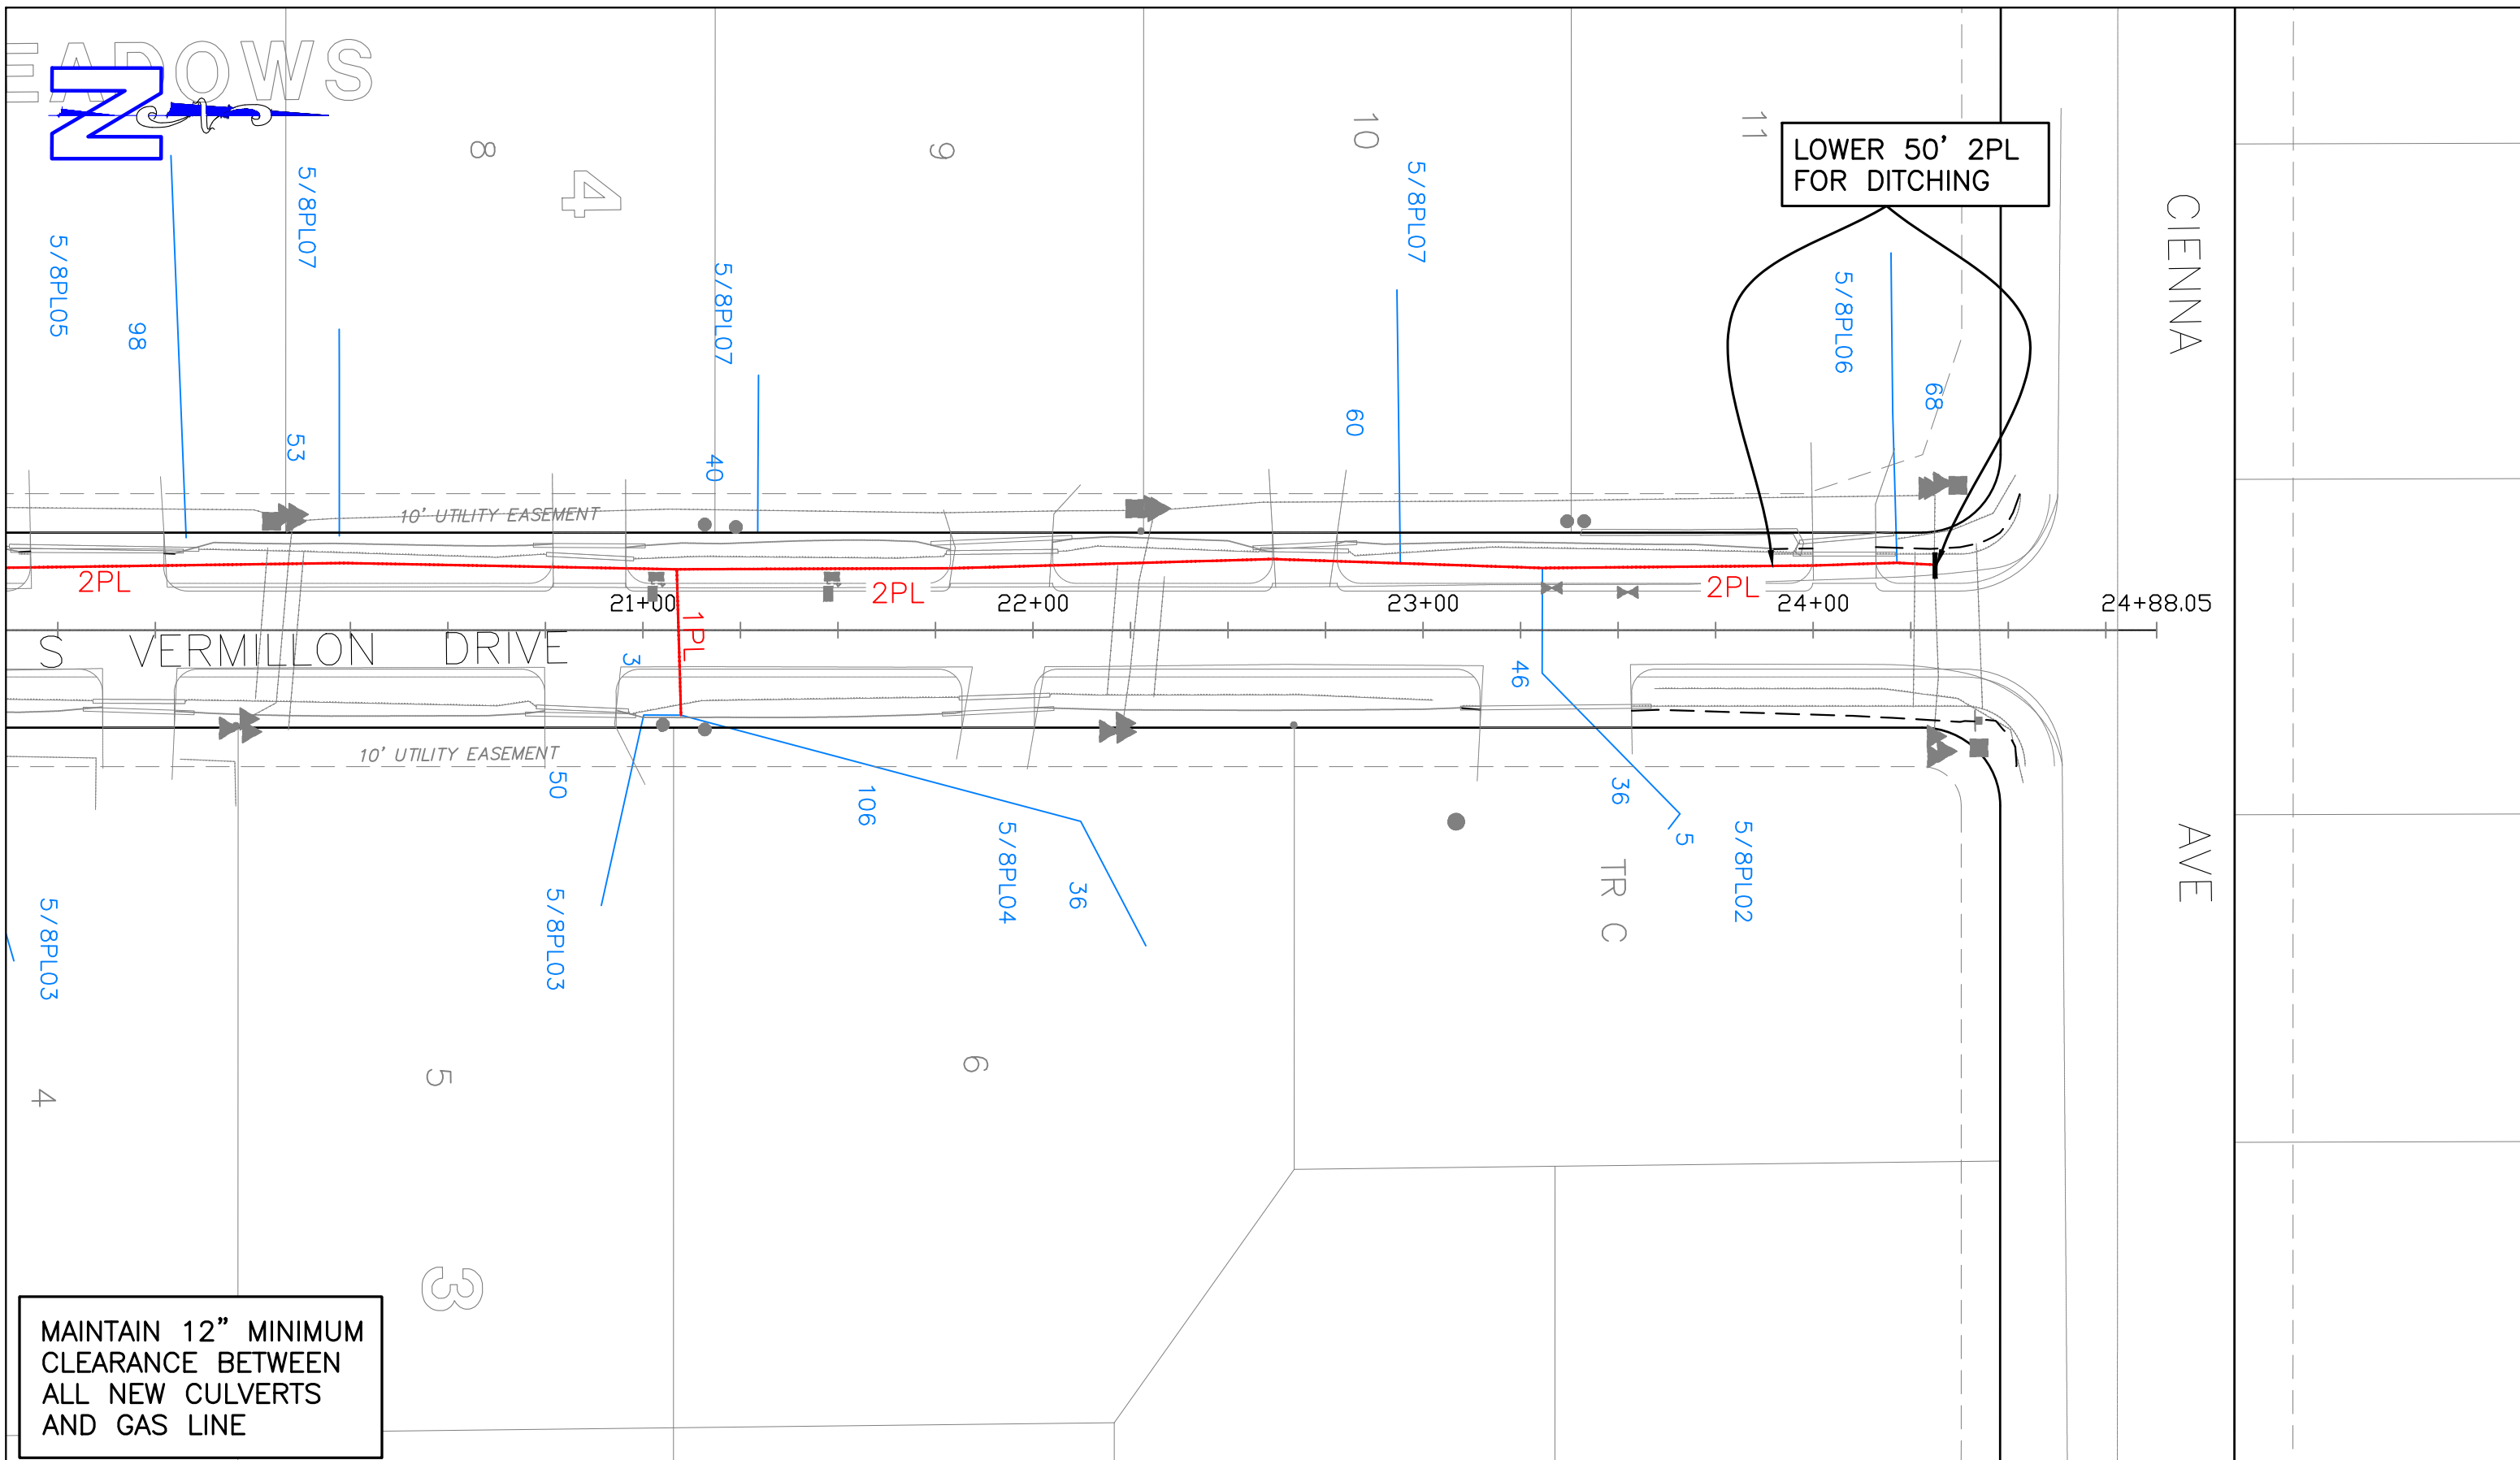 EADOWS
N
8
4
9
10
11
LOWER 50' 2PL
FOR DITCHING
CIENNA
AVE
5/8PL05
98
5/8PL07
53
5/8PL07
40
5/8PL07
60
5/8PL06
68
10' UTILITY EASEMENT
2PL
2PL
2PL
1PL
21+00
22+00
23+00
24+00
24+88.05
S VERMILLON DRIVE
3
46
10' UTILITY EASEMENT
50
106
36
5
5/8PL03
5/8PL03
5/8PL04
36
5/8PL02
TR C
4
5
6
3
MAINTAIN 12" MINIMUM
CLEARANCE BETWEEN
ALL NEW CULVERTS
AND GAS LINE